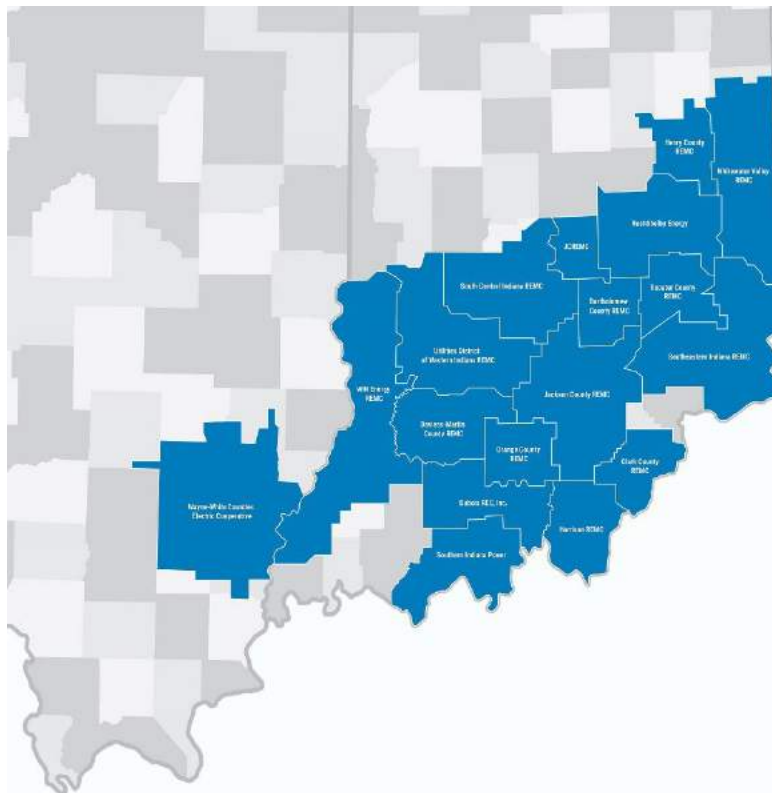 Henry County
REMC
Whitewater Valley
REMC
RushShelby Energy
JCREMC
South Central Indiana REMC
Bartholomew
County REMC
Decatur County
REMC
Southeastern Indiana REMC
Utilities District
of Western Indiana REMC
WIN Energy
REMC
Jackson County REMC
Daviess-Martin
County REMC
Orange County
REMC
Clark County
REMC
Dubois REC, Inc.
Harrison REMC
Southern Indiana Power
Wayne-White Counties
Electric Cooperative